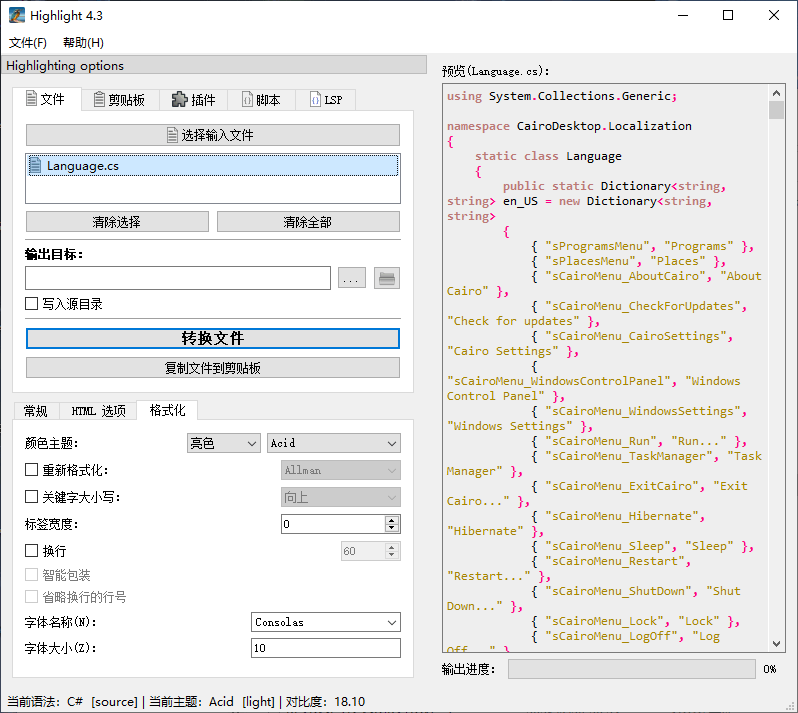 Highlight 4.3
文件(F) 帮助(H)
Highlighting options
文件 剪贴板 插件 脚本 LSP
选择输入文件
Language.cs
清除选择 清除全部
输出目标:
...
写入源目录
转换文件
复制文件到剪贴板
常规 HTML 选项 格式化
颜色主题: 亮色 Acid
重新格式化: Allman
关键字大小写: 向上
标签宽度: 0
换行 60
智能包装
省略换行的行号
字体名称(N): Consolas
字体大小(Z): 10
预览(Language.cs):
using System.Collections.Generic;
namespace CairoDesktop.Localization
{
static class Language
{
public static Dictionary<string,
string> en_US = new Dictionary<string,
string>
{
{ "sProgramsMenu", "Programs" },
{ "sPlacesMenu", "Places" },
{ "sCairoMenu_AboutCairo", "About
Cairo" },
{ "sCairoMenu_CheckForUpdates",
"Check for updates" },
{ "sCairoMenu_CairoSettings",
"Cairo Settings" },
{
"sCairoMenu_WindowsControlPanel", "Windows
Control Panel" },
{ "sCairoMenu_WindowsSettings",
"Windows Settings" },
{ "sCairoMenu_Run", "Run..." },
{ "sCairoMenu_TaskManager", "Task
Manager" },
{ "sCairoMenu_ExitCairo", "Exit
Cairo..." },
{ "sCairoMenu_Hibernate",
"Hibernate" },
{ "sCairoMenu_Sleep", "Sleep" },
{ "sCairoMenu_Restart",
"Restart..." },
{ "sCairoMenu_ShutDown", "Shut
Down..." },
{ "sCairoMenu_Lock", "Lock" },
{ "sCairoMenu_LogOff", "Log
Off..." }
输出进度: 0%
当前语法: C# [source] | 当前主题: Acid [light] | 对比度: 18.10